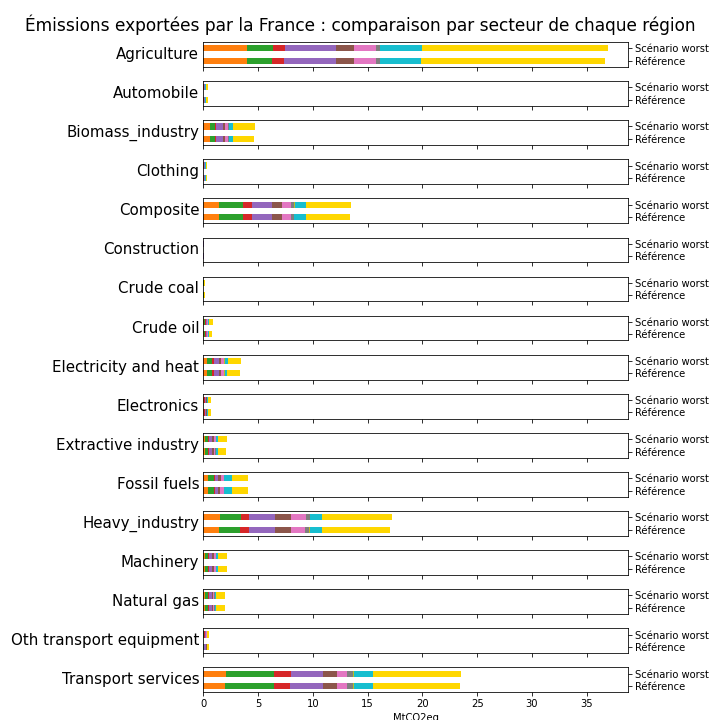 Émissions exportées par la France : comparaison par secteur de chaque région
Agriculture
Scénario worst
Référence
Automobile
Scénario worst
Référence
Biomass_industry
Scénario worst
Référence
Clothing
Scénario worst
Référence
Composite
Scénario worst
Référence
Construction
Scénario worst
Référence
Crude coal
Scénario worst
Référence
Crude oil
Scénario worst
Référence
Electricity and heat
Scénario worst
Référence
Electronics
Scénario worst
Référence
Extractive industry
Scénario worst
Référence
Fossil fuels
Scénario worst
Référence
Heavy_industry
Scénario worst
Référence
Machinery
Scénario worst
Référence
Natural gas
Scénario worst
Référence
Oth transport equipment
Scénario worst
Référence
Transport services
Scénario worst
Référence
0 5 10 15 20 25 30 35
MtCO2eq